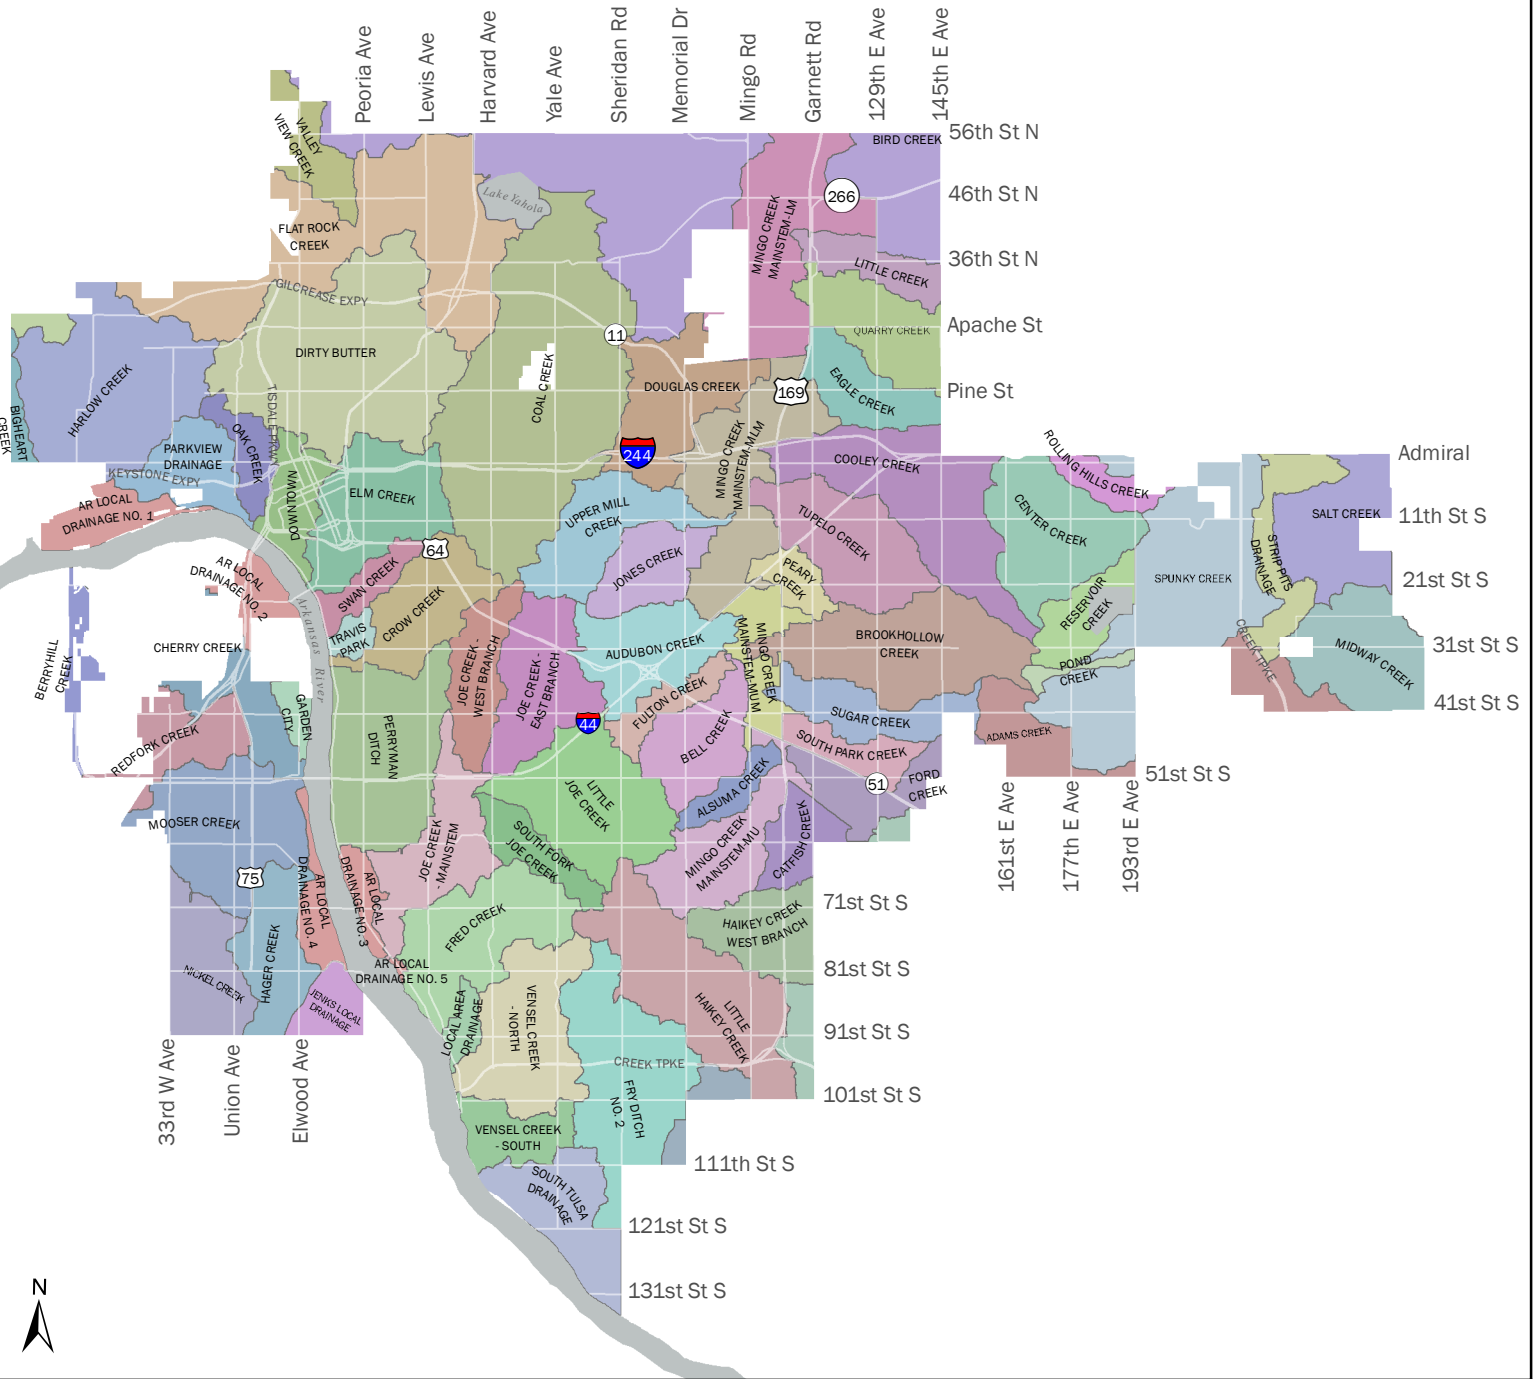 Peoria Ave
Lewis Ave
Harvard Ave
Yale Ave
Sheridan Rd
Memorial Dr
Mingo Rd
Garnett Rd
129th E Ave
145th E Ave
56th St N
46th St N
36th St N
Apache St
Pine St
Admiral
11th St S
21st St S
31st St S
41st St S
51st St S
161st E Ave
177th E Ave
193rd E Ave
71st St S
81st St S
91st St S
101st St S
111th St S
121st St S
131st St S
33rd W Ave
Union Ave
Elwood Ave
VALLEY
VIEW CREEK
BIRD CREEK
Lake Yahola
266
FLAT ROCK
CREEK
MINGO CREEK
MAINSTEM-LM
LITTLE CREEK
GILCREASE EXPY
QUARRY CREEK
11
DIRTY BUTTER
HARLOW CREEK
COAL CREEK
DOUGLAS CREEK
169
EAGLE CREEK
BIGHEART
CREEK
TISDALE PKWY
OAK CREEK
PARKVIEW
DRAINAGE
KEYSTONE EXPY
244
MINGO CREEK
MAINSTEM-MLM
COOLEY CREEK
ROLLING HILLS CREEK
AR LOCAL
DRAINAGE NO. 1
DOWNTOWN
ELM CREEK
UPPER MILL
CREEK
TUPELO CREEK
CENTER CREEK
SALT CREEK
64
JONES CREEK
PEARY
CREEK
STRIP PITS
DRAINAGE
SPUNKY CREEK
AR LOCAL
DRAINAGE NO. 2
SWAN CREEK
CROW CREEK
TRAVIS
PARK
RESERVOIR
CREEK
Arkansas River
CHERRY CREEK
BERRYHILL
CREEK
JOE CREEK -
WEST BRANCH
JOE CREEK -
EAST BRANCH
AUDUBON CREEK
MINGO CREEK
MAINSTEM-MUM
BROOKHOLLOW
CREEK
POND
CREEK
CREEK TPKE
MIDWAY CREEK
GARDEN
CITY
PERRYMAN
DITCH
44
FULTON CREEK
BELL CREEK
SUGAR CREEK
SOUTH PARK CREEK
ADAMS CREEK
REDFORK CREEK
LITTLE
JOE CREEK
ALSUMA CREEK
51
FORD
CREEK
MOOSER CREEK
SOUTH FORK
JOE CREEK
JOE CREEK
- MAINSTEM
MINGO CREEK
MAINSTEM-MU
CATFISH CREEK
75
AR LOCAL
DRAINAGE NO. 4
AR LOCAL
DRAINAGE NO. 3
FRED CREEK
HAIKEY CREEK
WEST BRANCH
NICKEL CREEK
HAGER CREEK
JENKS LOCAL
DRAINAGE
AR LOCAL
DRAINAGE NO. 5
LOCAL AREA
DRAINAGE
VENSEL CREEK
- NORTH
LITTLE
HAIKEY CREEK
CREEK TPKE
FRY DITCH
NO. 2
VENSEL CREEK
- SOUTH
SOUTH TULSA
DRAINAGE
N